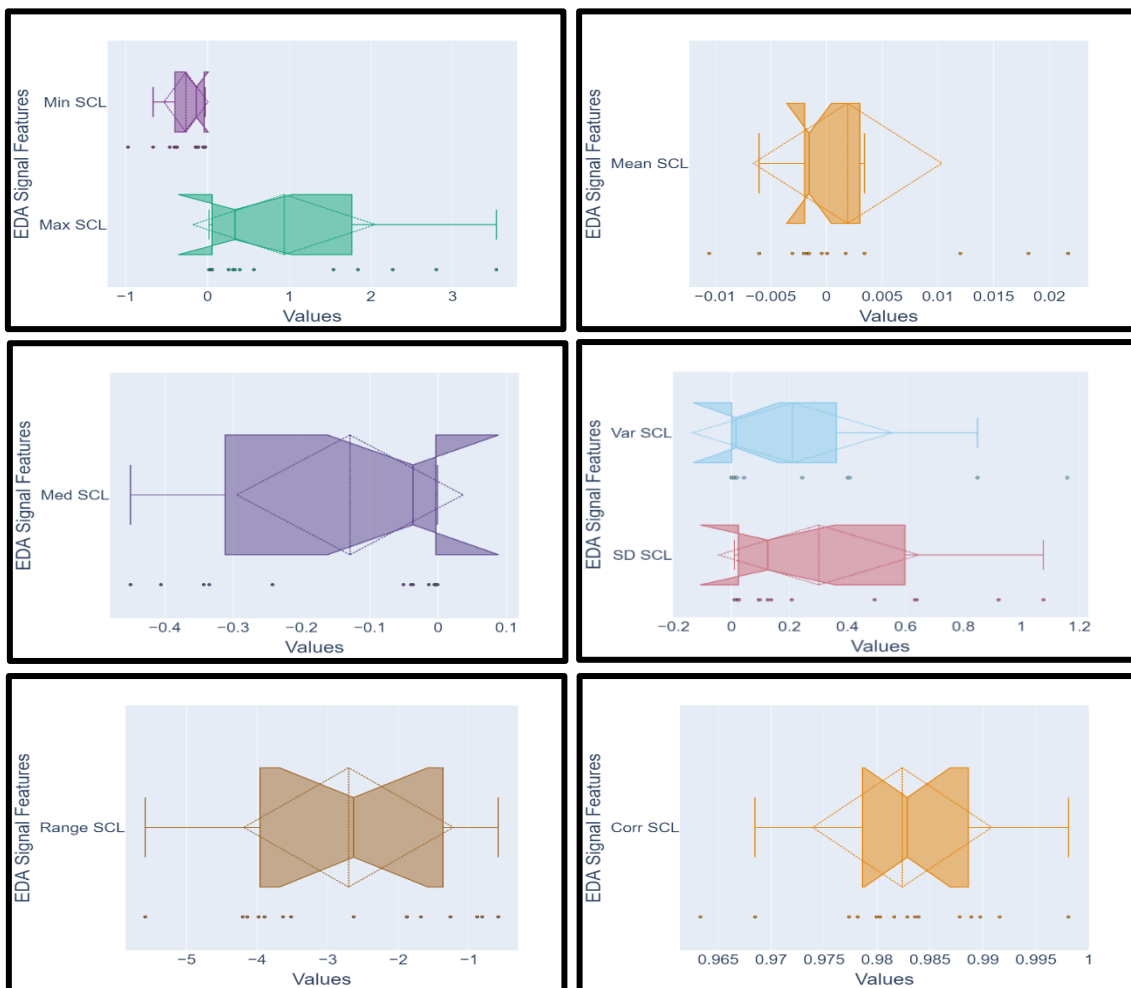 EDA Signal Features
Min SCL
Max SCL
−1 0 1 2 3
Values
EDA Signal Features
Mean SCL
−0.01 −0.005 0 0.005 0.01 0.015 0.02
Values
EDA Signal Features
Med SCL
−0.4 −0.3 −0.2 −0.1 0 0.1
Values
EDA Signal Features
Var SCL
SD SCL
−0.2 0 0.2 0.4 0.6 0.8 1 1.2
Values
EDA Signal Features
Range SCL
−5 −4 −3 −2 −1
Values
EDA Signal Features
Corr SCL
0.965 0.97 0.975 0.98 0.985 0.99 0.995 1
Values